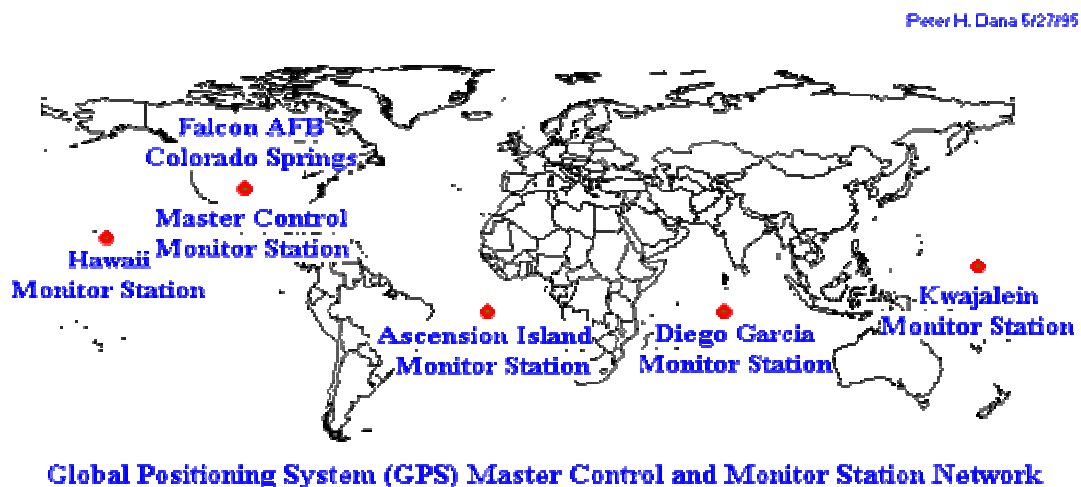 Peter H. Dana 5/27/95
Falcon AFB
Colorado Springs
Master Control
Monitor Station
Hawaii
Monitor Station
Ascension Island
Monitor Station
Diego Garcia
Monitor Station
Kwajalein
Monitor Station
Global Positioning System (GPS) Master Control and Monitor Station Network